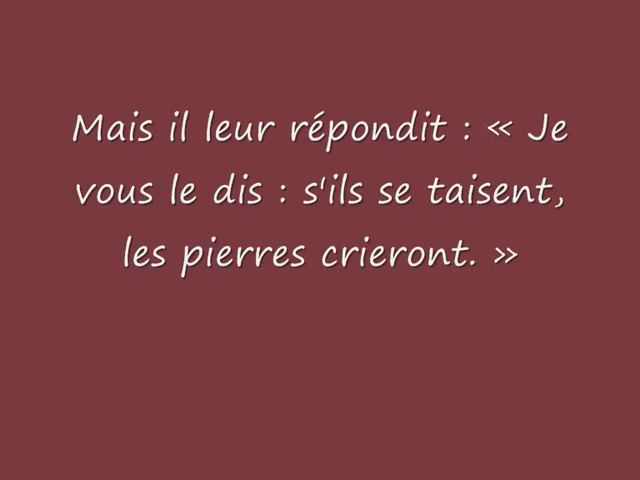 Mais il leur répondit : « Je
vous le dis : s'ils se taisent,
les pierres crieront. »